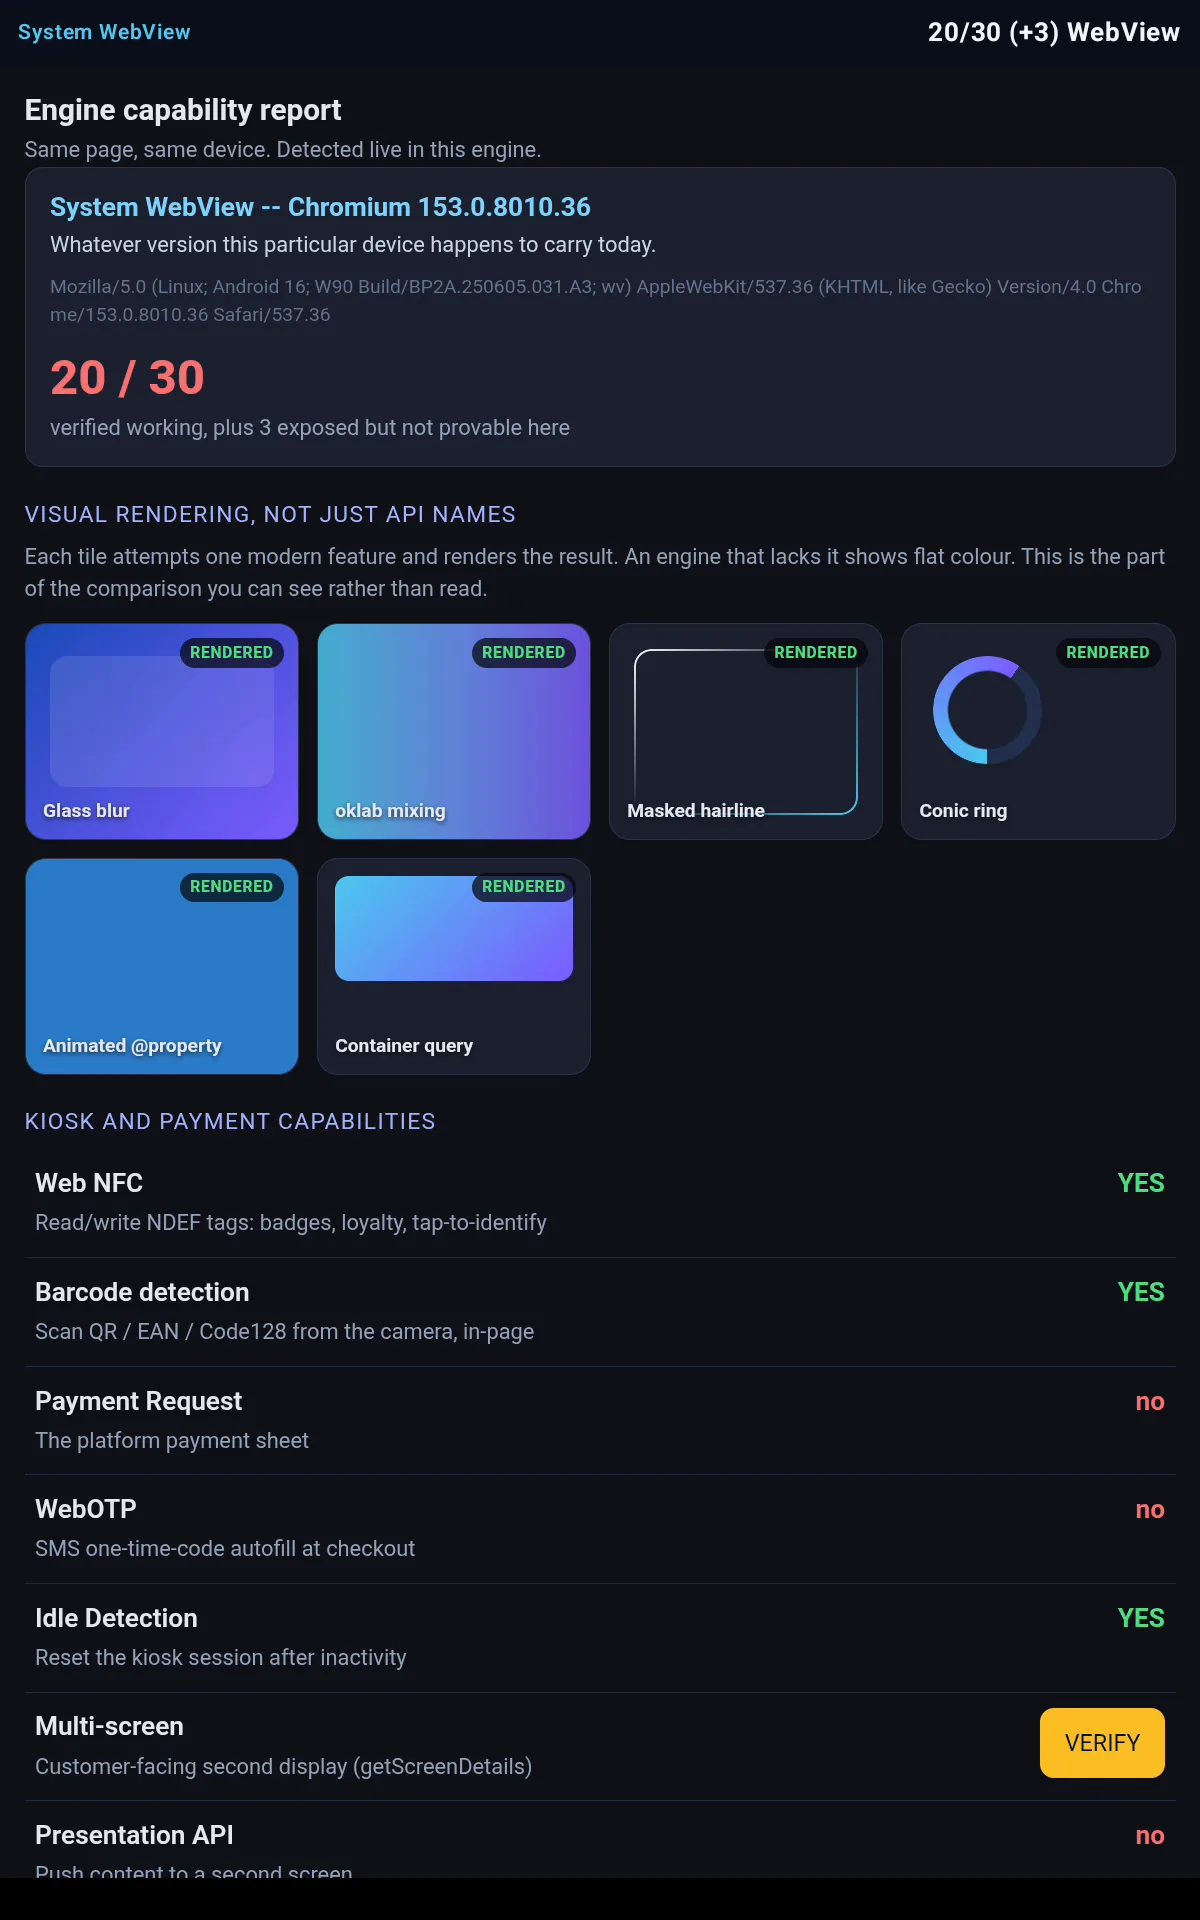 System WebView
20/30 (+3) WebView
Engine capability report
Same page, same device. Detected live in this engine.
System WebView -- Chromium 153.0.8010.36
Whatever version this particular device happens to carry today.
Mozilla/5.0 (Linux; Android 16; W90 Build/BP2A.250605.031.A3; wv) AppleWebKit/537.36 (KHTML, like Gecko) Version/4.0 Chro
me/153.0.8010.36 Safari/537.36
20 / 30
verified working, plus 3 exposed but not provable here
VISUAL RENDERING, NOT JUST API NAMES
Each tile attempts one modern feature and renders the result. An engine that lacks it shows flat colour. This is the part
of the comparison you can see rather than read.
RENDERED
Glass blur
RENDERED
oklab mixing
RENDERED
Masked hairline
RENDERED
Conic ring
RENDERED
Animated @property
RENDERED
Container query
KIOSK AND PAYMENT CAPABILITIES
Web NFC
YES
Read/write NDEF tags: badges, loyalty, tap-to-identify
Barcode detection
YES
Scan QR / EAN / Code128 from the camera, in-page
Payment Request
no
The platform payment sheet
WebOTP
no
SMS one-time-code autofill at checkout
Idle Detection
YES
Reset the kiosk session after inactivity
Multi-screen
VERIFY
Customer-facing second display (getScreenDetails)
Presentation API
no
Push content to a second screen